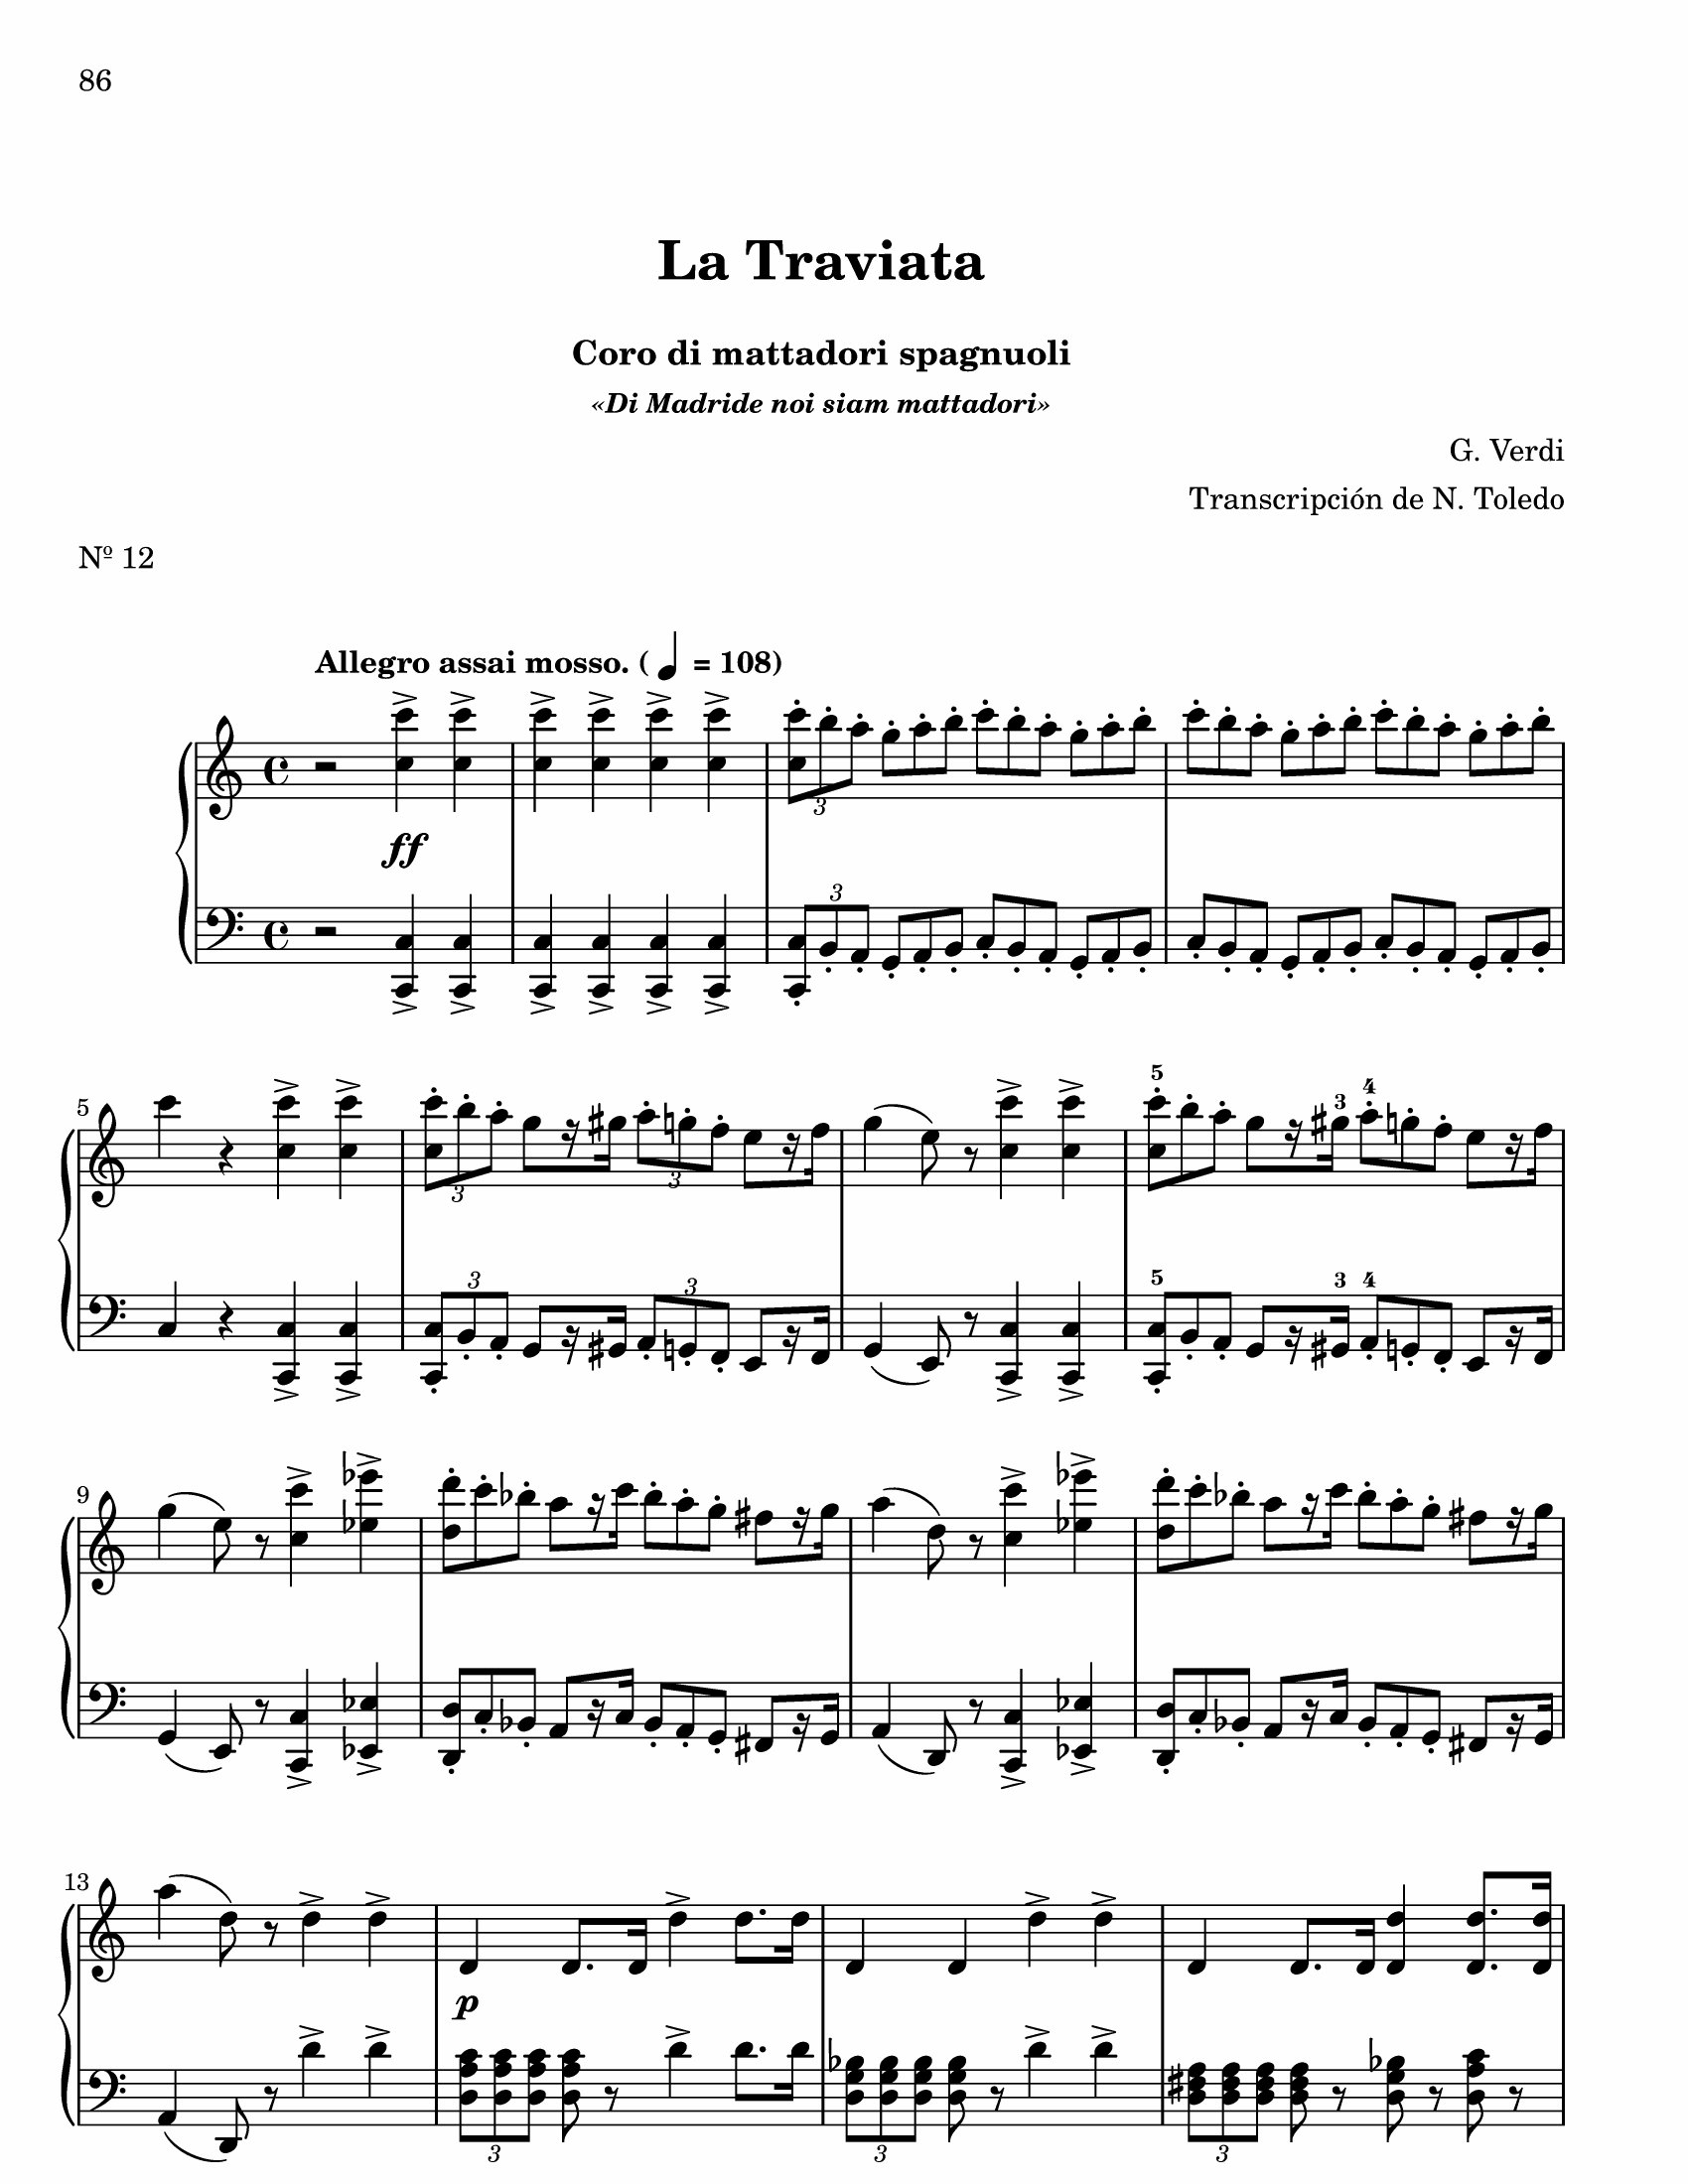 86
La Traviata
Coro di mattadori spagnuoli
«Di Madride noi siam mattadori»
G. Verdi
Transcripción de N. Toledo
Nº 12
Allegro assai mosso. ( ♩ = 108)
3
ff
3
5
3
3
5
3
4
3
3
5
3
4
9
13
p
3
3
3